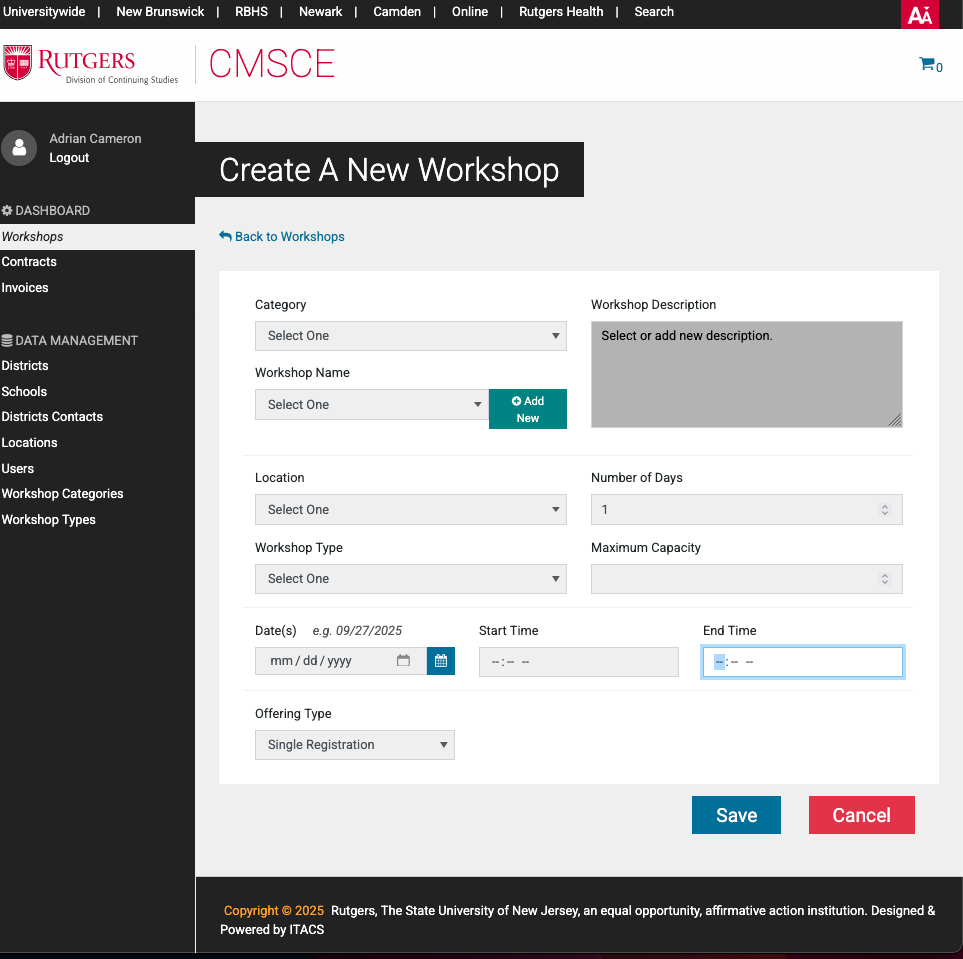 Universitywide | New Brunswick | RBHS | Newark | Camden | Online | Rutgers Health | Search
AA
RUTGERS
Division of Continuing Studies
CMSCE
0
Adrian Cameron
Logout
DASHBOARD
Workshops
Contracts
Invoices
DATA MANAGEMENT
Districts
Schools
Districts Contacts
Locations
Users
Workshop Categories
Workshop Types
Create A New Workshop
Back to Workshops
Category
Select One
Workshop Name
Select One
Add
New
Workshop Description
Select or add new description.
Location
Select One
Number of Days
1
Workshop Type
Select One
Maximum Capacity
Date(s) e.g. 09/27/2025
mm / dd / yyyy
Start Time
-- : -- --
End Time
-- : -- --
Offering Type
Single Registration
Save
Cancel
Copyright © 2025 Rutgers, The State University of New Jersey, an equal opportunity, affirmative action institution. Designed &
Powered by ITACS